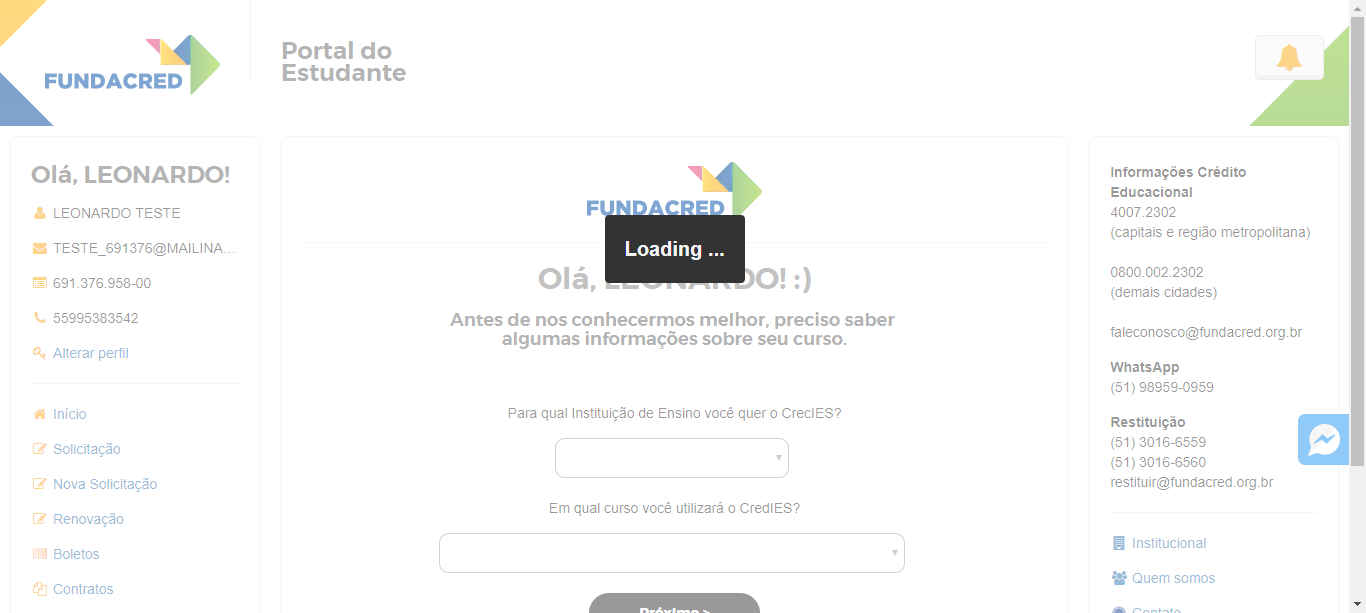 FUNDACRED
Portal do
Estudante
Olá, LEONARDO!
LEONARDO TESTE
TESTE_691376@MAILINA...
691.376.958-00
55995383542
Alterar perfil
Início
Solicitação
Nova Solicitação
Renovação
Boletos
Contratos
FUNDACRED
Loading ...
Olá, LEONARDO! :)
Antes de nos conhecermos melhor, preciso saber
algumas informações sobre seu curso.
Para qual Instituição de Ensino você quer o CrecIES?
Em qual curso você utilizará o CredIES?
Próximo >
Informações Crédito
Educacional
4007.2302
(capitais e região metropolitana)
0800.002.2302
(demais cidades)
faleconosco@fundacred.org.br
WhatsApp
(51) 98959-0959
Restituição
(51) 3016-6559
(51) 3016-6560
restituir@fundacred.org.br
Institucional
Quem somos
Contato